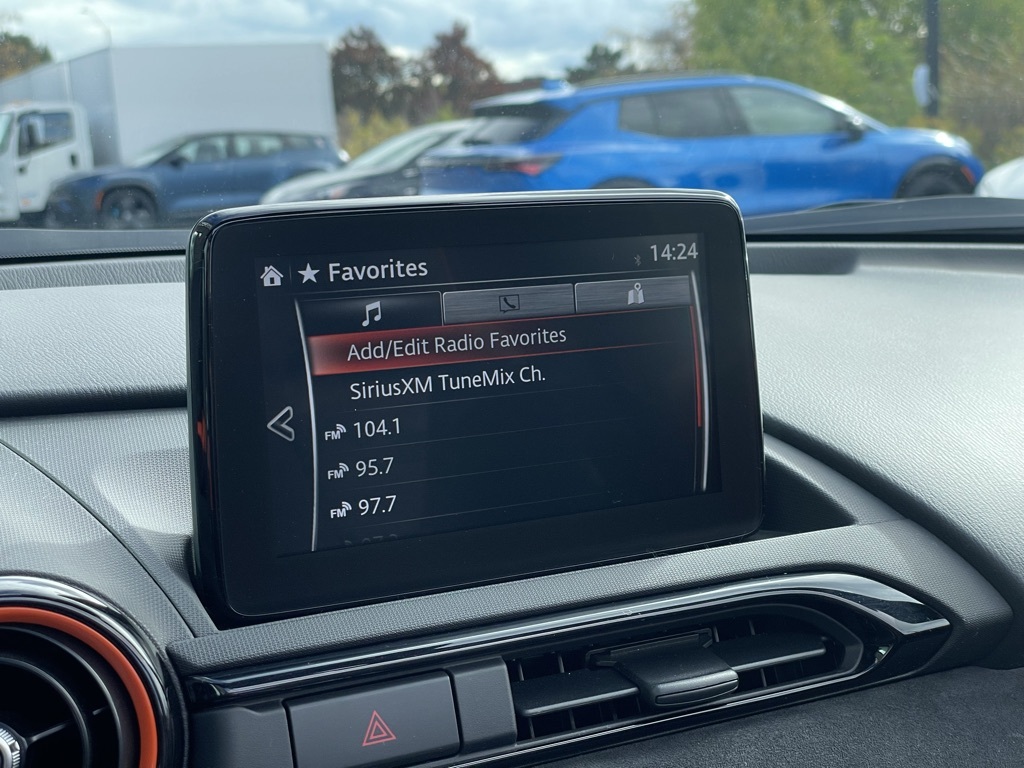 Favorites
14:24
Add/Edit Radio Favorites
SiriusXM TuneMix Ch.
FM 104.1
FM 95.7
FM 97.7